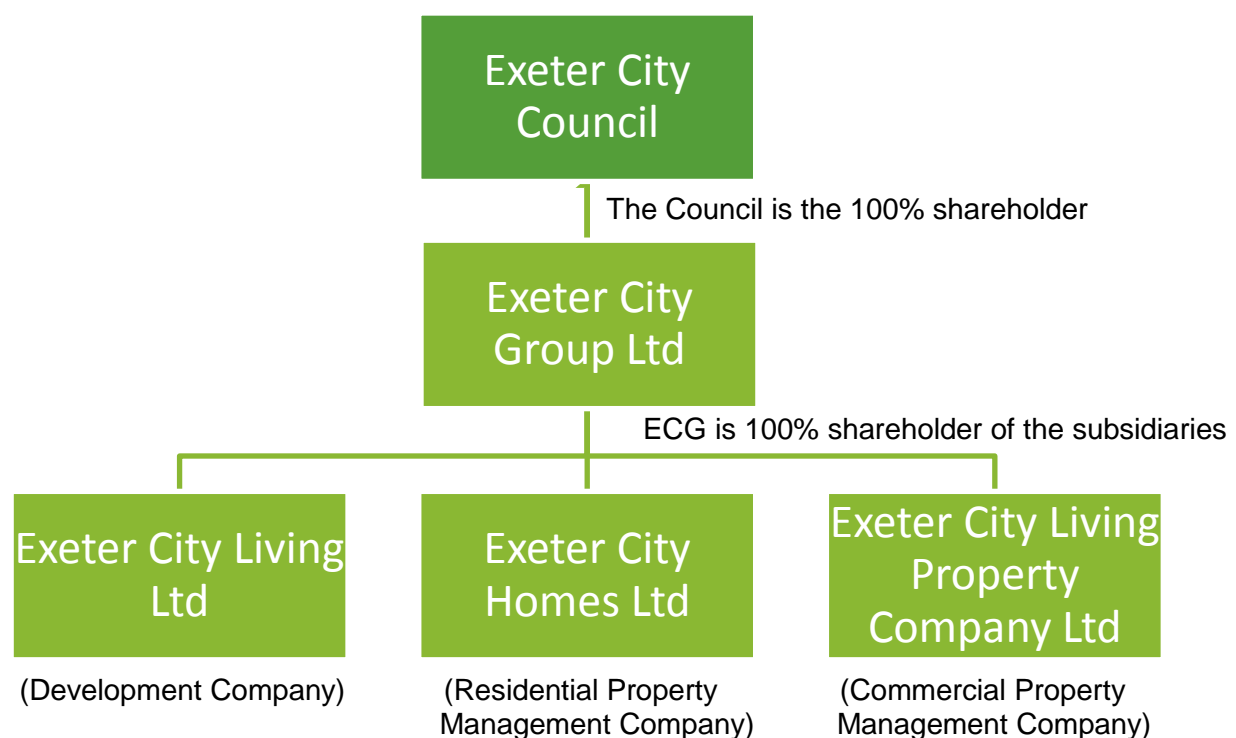 Exeter City
Council
The Council is the 100% shareholder
Exeter City
Group Ltd
ECG is 100% shareholder of the subsidiaries
Exeter City Living
Ltd
Exeter City
Homes Ltd
Exeter City Living
Property
Company Ltd
(Development Company)
(Residential Property
Management Company)
(Commercial Property
Management Company)